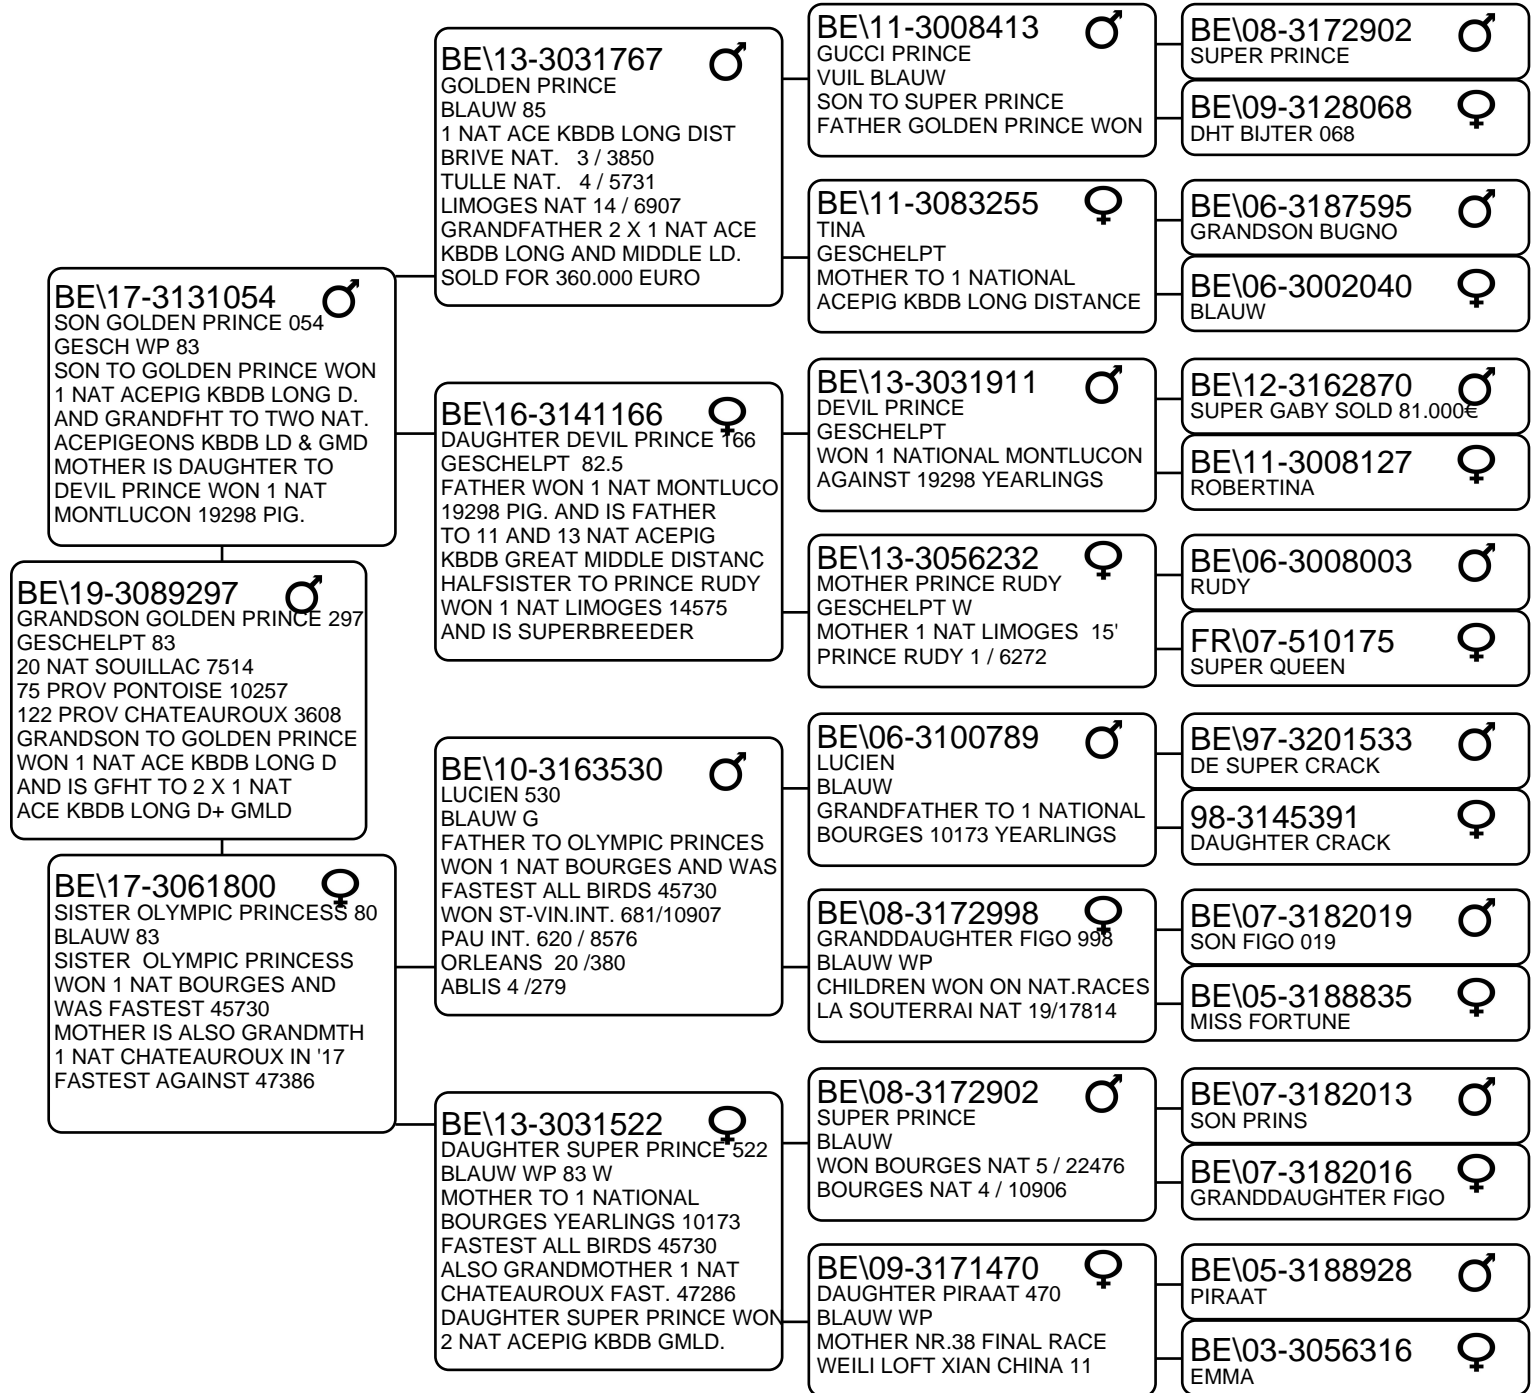 BE\19-3089297
GRANDSON GOLDEN PRINCE 297
GESCHELPT 83
20 NAT SOUILLAC 7514
75 PROV PONTOISE 10257
122 PROV CHATEAUROUX 3608
GRANDSON TO GOLDEN PRINCE
WON 1 NAT ACE KBDB LONG D
AND IS GFHT TO 2 X 1 NAT
ACE KBDB LONG D+ GMLD
BE\17-3131054
SON GOLDEN PRINCE 054
GESCH WP 83
SON TO GOLDEN PRINCE WON
1 NAT ACEPIG KBDB LONG D.
AND GRANDFHT TO TWO NAT.
ACEPIGEONS KBDB LD & GMD
MOTHER IS DAUGHTER TO
DEVIL PRINCE WON 1 NAT
MONTLUCON 19298 PIG.
BE\17-3061800
SISTER OLYMPIC PRINCESS 80
BLAUW 83
SISTER  OLYMPIC PRINCESS
WON 1 NAT BOURGES AND
WAS FASTEST 45730
MOTHER IS ALSO GRANDMTH
1 NAT CHATEAUROUX IN '17
FASTEST AGAINST 47386
BE\13-3031767
GOLDEN PRINCE
BLAUW 85
1 NAT ACE KBDB LONG DIST
BRIVE NAT.   3 / 3850
TULLE NAT.   4 / 5731
LIMOGES NAT 14 / 6907
GRANDFATHER 2 X 1 NAT ACE
KBDB LONG AND MIDDLE LD.
SOLD FOR 360.000 EURO
BE\16-3141166
DAUGHTER DEVIL PRINCE 166
GESCHELPT  82.5
FATHER WON 1 NAT MONTLUCO
19298 PIG. AND IS FATHER
TO 11 AND 13 NAT ACEPIG
KBDB GREAT MIDDLE DISTANC
HALFSISTER TO PRINCE RUDY
WON 1 NAT LIMOGES 14575
AND IS SUPERBREEDER
BE\10-3163530
LUCIEN 530
BLAUW G
FATHER TO OLYMPIC PRINCES
WON 1 NAT BOURGES AND WAS
FASTEST ALL BIRDS 45730
WON ST-VIN.INT. 681/10907
PAU INT. 620 / 8576
ORLEANS  20 /380
ABLIS 4 /279
BE\13-3031522
DAUGHTER SUPER PRINCE 522
BLAUW WP 83 W
MOTHER TO 1 NATIONAL
BOURGES YEARLINGS 10173
FASTEST ALL BIRDS 45730
ALSO GRANDMOTHER 1 NAT
CHATEAUROUX FAST. 47286
DAUGHTER SUPER PRINCE WON
2 NAT ACEPIG KBDB GMLD.
BE\11-3008413
GUCCI PRINCE
VUIL BLAUW
SON TO SUPER PRINCE
FATHER GOLDEN PRINCE WON
BE\11-3083255
TINA
GESCHELPT
MOTHER TO 1 NATIONAL
ACEPIG KBDB LONG DISTANCE
BE\13-3031911
DEVIL PRINCE
GESCHELPT
WON 1 NATIONAL MONTLUCON
AGAINST 19298 YEARLINGS
BE\13-3056232
MOTHER PRINCE RUDY
GESCHELPT W
MOTHER 1 NAT LIMOGES  15'
PRINCE RUDY 1 / 6272
BE\06-3100789
LUCIEN
BLAUW
GRANDFATHER TO 1 NATIONAL
BOURGES 10173 YEARLINGS
BE\08-3172998
GRANDDAUGHTER FIGO 998
BLAUW WP
CHILDREN WON ON NAT.RACES
LA SOUTERRAI NAT 19/17814
BE\08-3172902
SUPER PRINCE
BLAUW
WON BOURGES NAT 5 / 22476
BOURGES NAT 4 / 10906
BE\09-3171470
DAUGHTER PIRAAT 470
BLAUW WP
MOTHER NR.38 FINAL RACE
WEILI LOFT XIAN CHINA 11
BE\08-3172902
SUPER PRINCE
BE\09-3128068
DHT BIJTER 068
BE\06-3187595
GRANDSON BUGNO
BE\06-3002040
BLAUW
BE\12-3162870
SUPER GABY SOLD 81.000€
BE\11-3008127
ROBERTINA
BE\06-3008003
RUDY
FR\07-510175
SUPER QUEEN
BE\97-3201533
DE SUPER CRACK
98-3145391
DAUGHTER CRACK
BE\07-3182019
SON FIGO 019
BE\05-3188835
MISS FORTUNE
BE\07-3182013
SON PRINS
BE\07-3182016
GRANDDAUGHTER FIGO
BE\05-3188928
PIRAAT
BE\03-3056316
EMMA